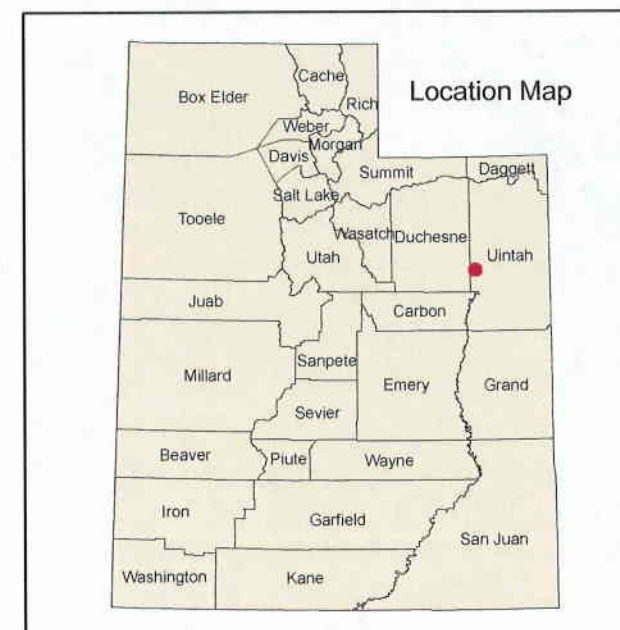 Location Map
Cache
Box Elder
Rich
Weber
Morgan
Davis
Summit
Daggett
Salt Lake
Tooele
Wasatch
Duchesne
Utah
Uintah
Juab
Carbon
Sanpete
Millard
Emery
Grand
Sevier
Beaver
Piute
Wayne
Iron
Garfield
San Juan
Washington
Kane